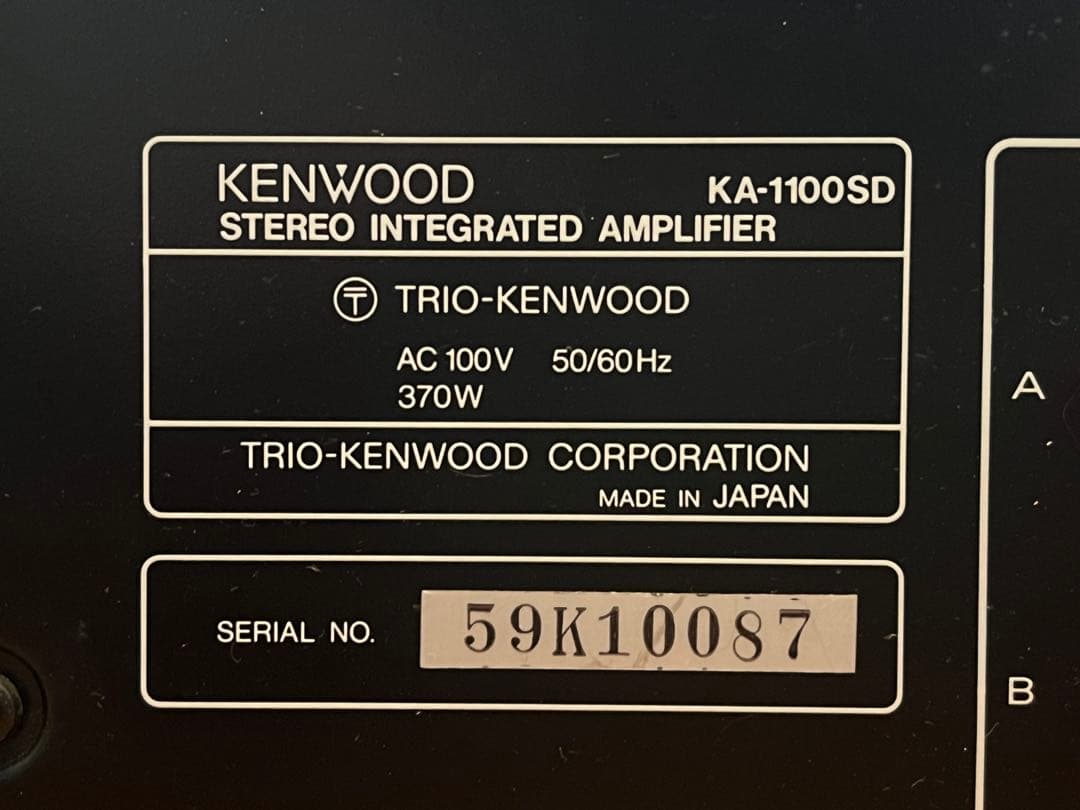 KENWOOD KA-1100SD
STEREO INTEGRATED AMPLIFIER
〶 TRIO-KENWOOD
AC 100V 50/60Hz
370W
TRIO-KENWOOD CORPORATION
MADE IN JAPAN
SERIAL NO. 59K10087
A
B